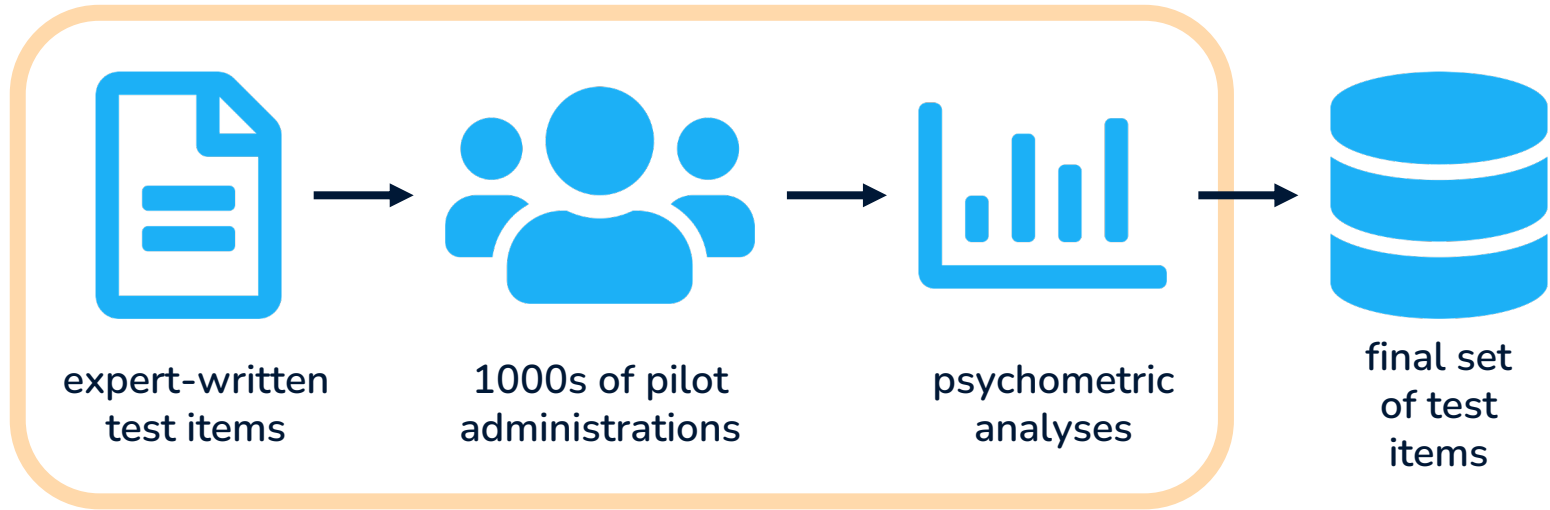 expert-written
test items
1000s of pilot
administrations
psychometric
analyses
final set
of test
items